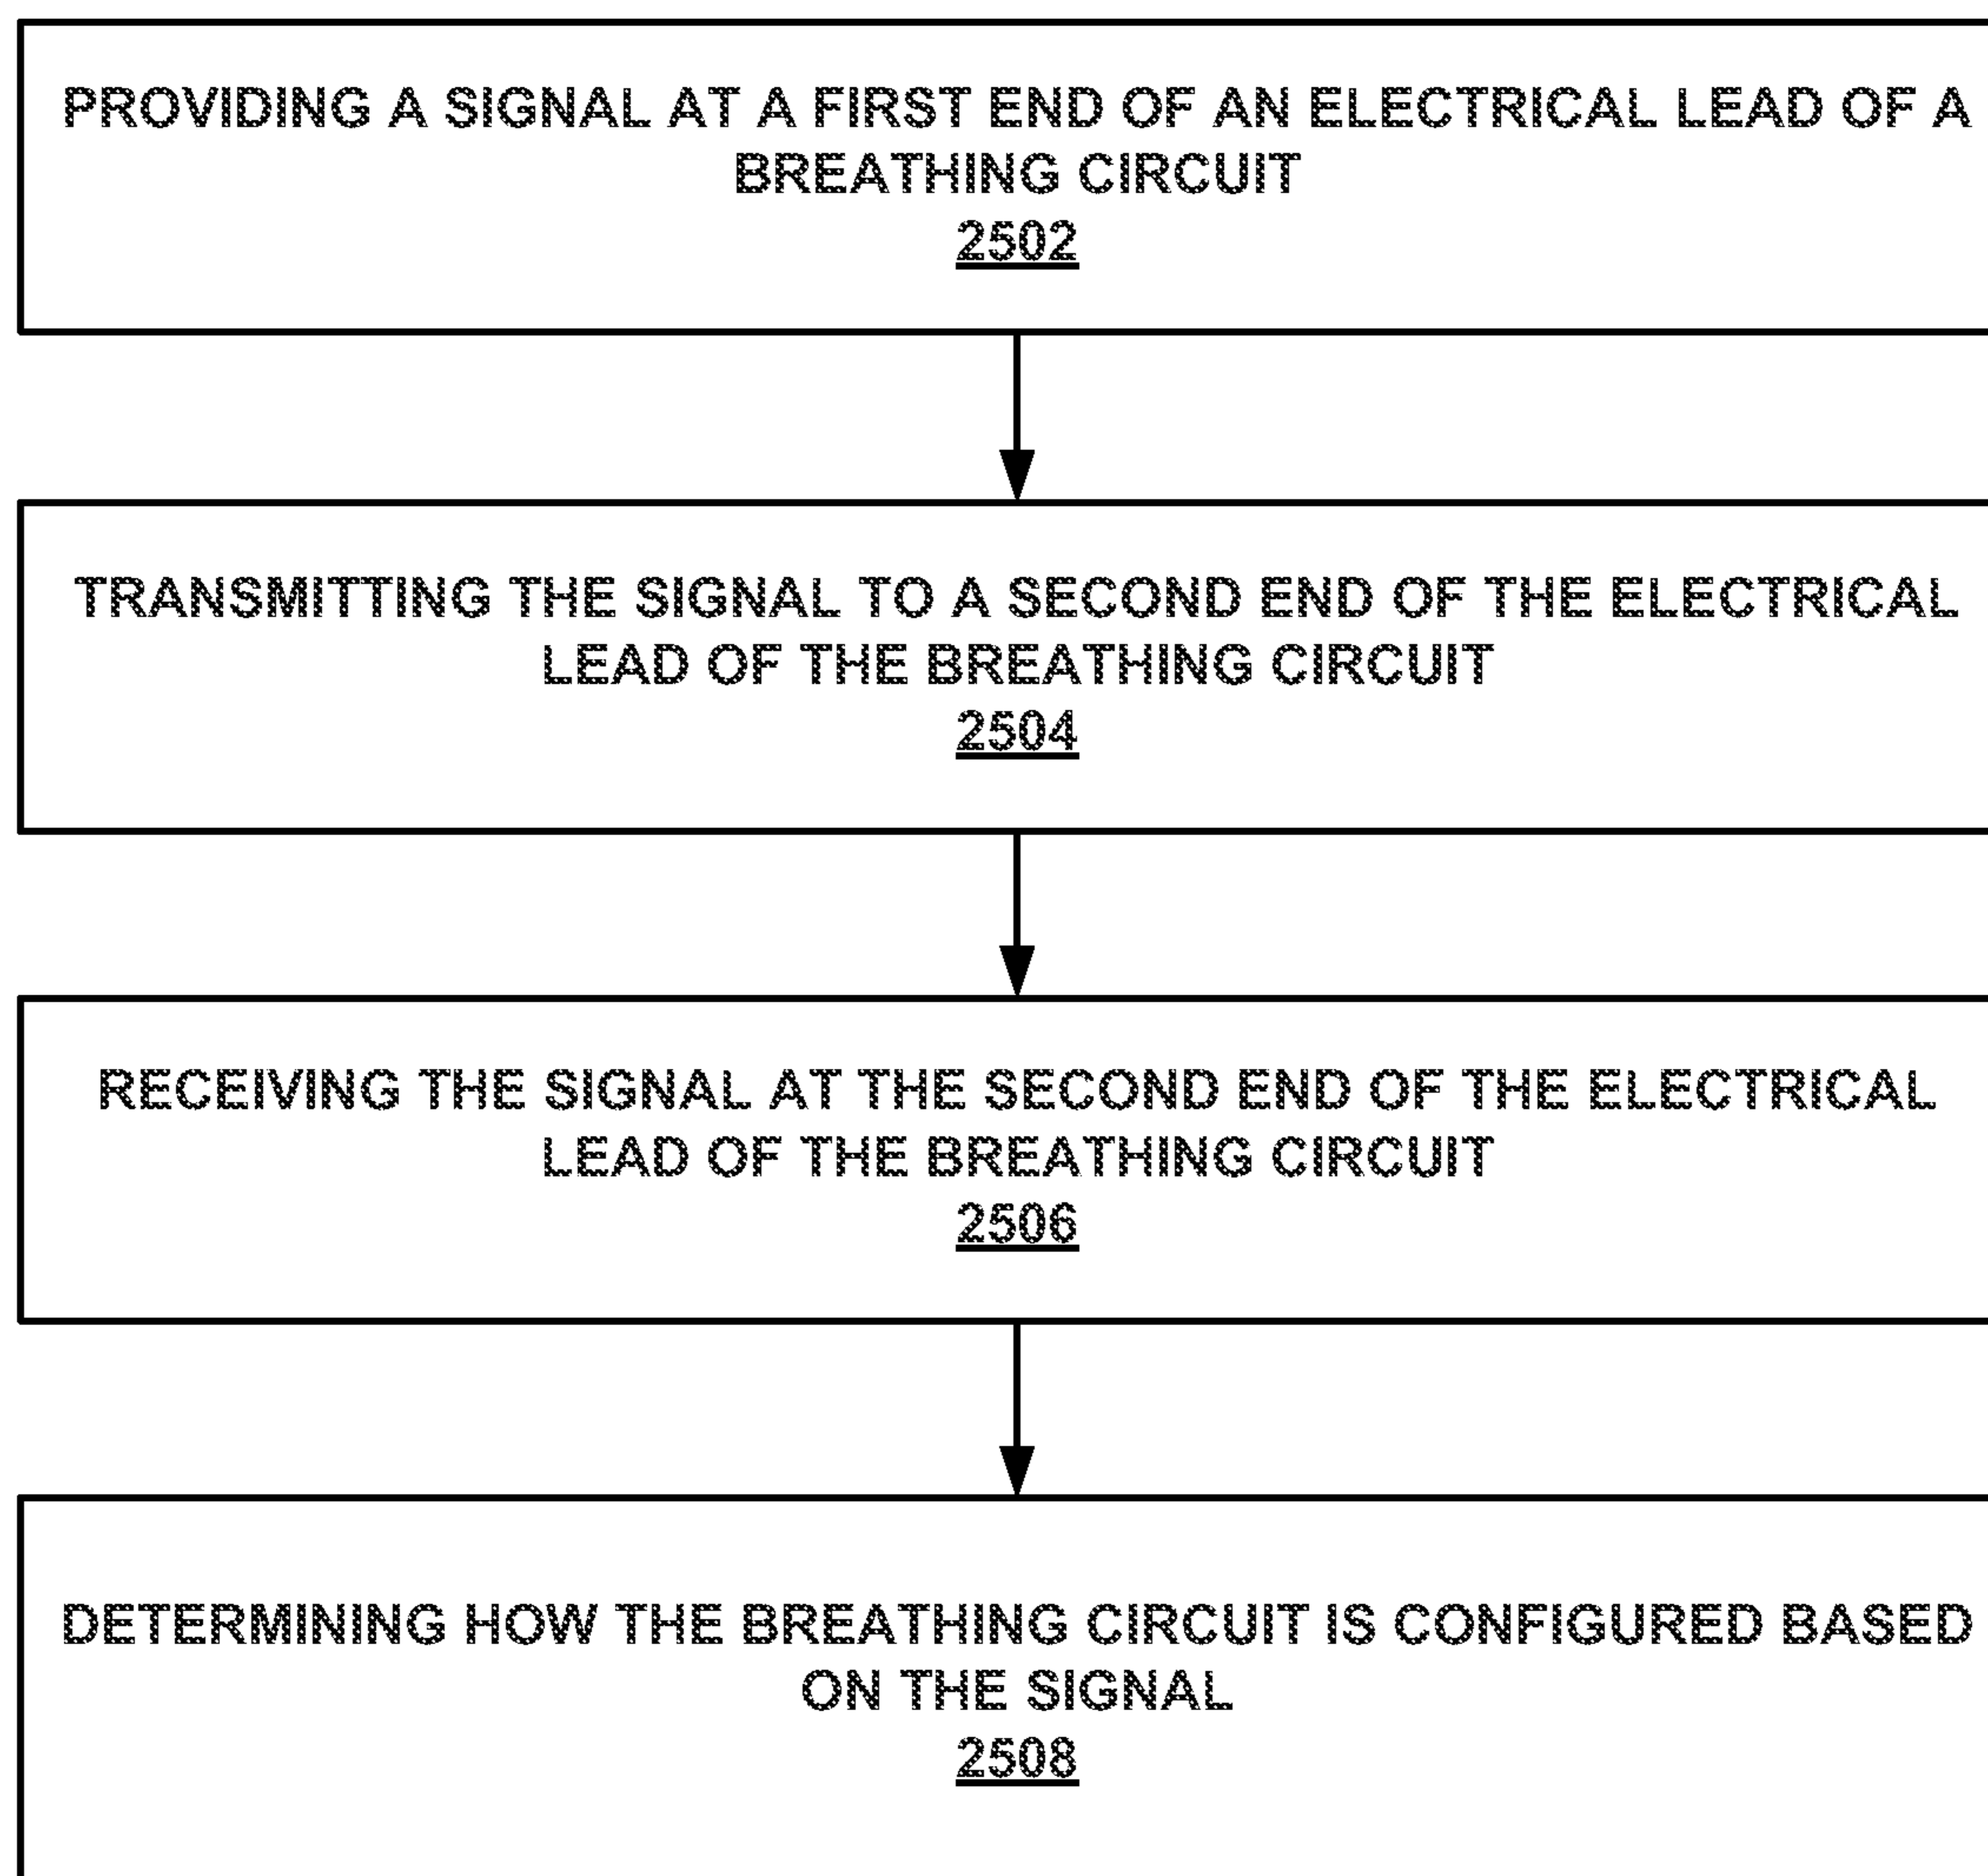 PROVIDING A SIGNAL AT A FIRST END OF AN ELECTRICAL LEAD OF A
BREATHING CIRCUIT
2502
TRANSMITTING THE SIGNAL TO A SECOND END OF THE ELECTRICAL
LEAD OF THE BREATHING CIRCUIT
2504
RECEIVING THE SIGNAL AT THE SECOND END OF THE ELECTRICAL
LEAD OF THE BREATHING CIRCUIT
2506
DETERMINING HOW THE BREATHING CIRCUIT IS CONFIGURED BASED
ON THE SIGNAL
2508